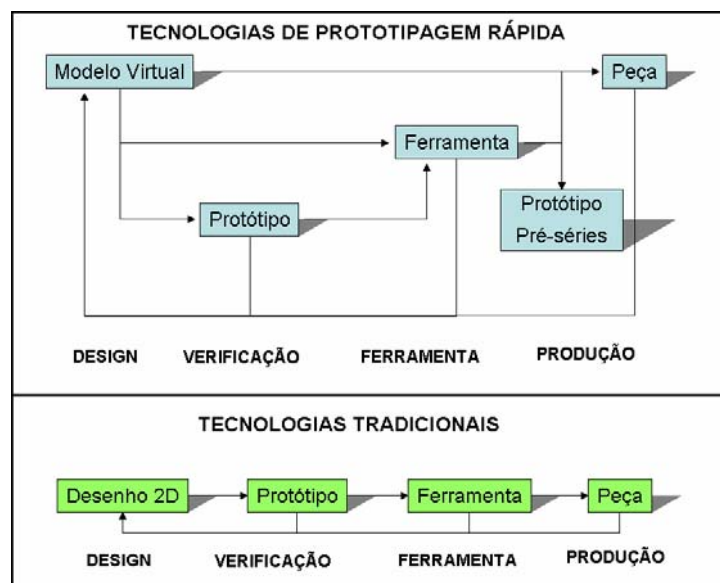 TECNOLOGIAS DE PROTOTIPAGEM RÁPIDA
Modelo Virtual
Peça
Ferramenta
Protótipo
Protótipo
Pré-séries
DESIGN VERIFICAÇÃO FERRAMENTA PRODUÇÃO
TECNOLOGIAS TRADICIONAIS
Desenho 2D Protótipo Ferramenta Peça
DESIGN VERIFICAÇÃO FERRAMENTA PRODUÇÃO